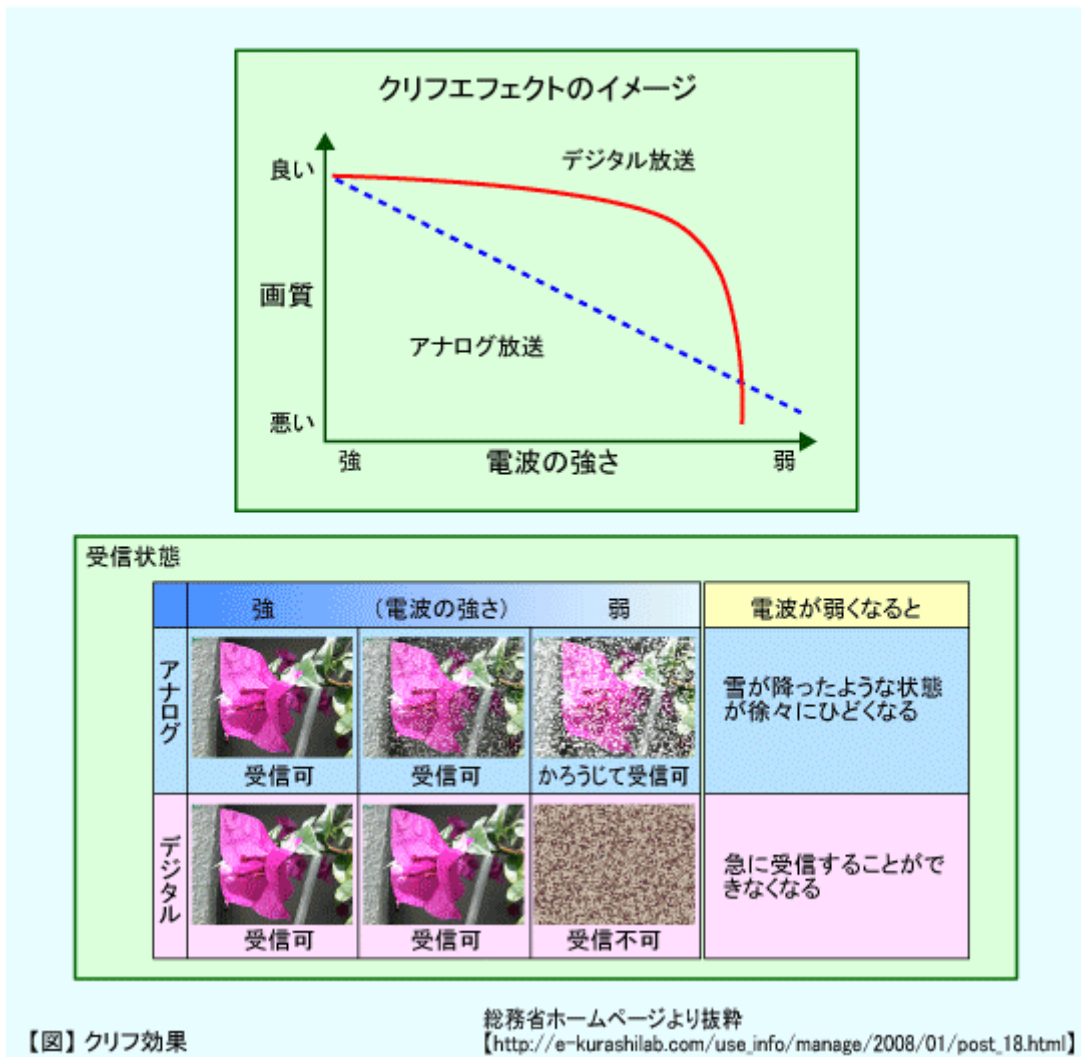 クリフエフェクトのイメージ
デジタル放送
良い
画質
アナログ放送
悪い
強 電波の強さ 弱
受信状態
強 (電波の強さ) 弱 電波が弱くなると
アナログ
受信可 受信可 かろうじて受信可
雪が降ったような状態
が徐々にひどくなる
デジタル
受信可 受信可 受信不可
急に受信することがで
きなくなる
総務省ホームページより抜粋
【図】クリフ効果 【http://e-kurashilab.com/use_info/manage/2008/01/post_18.html】